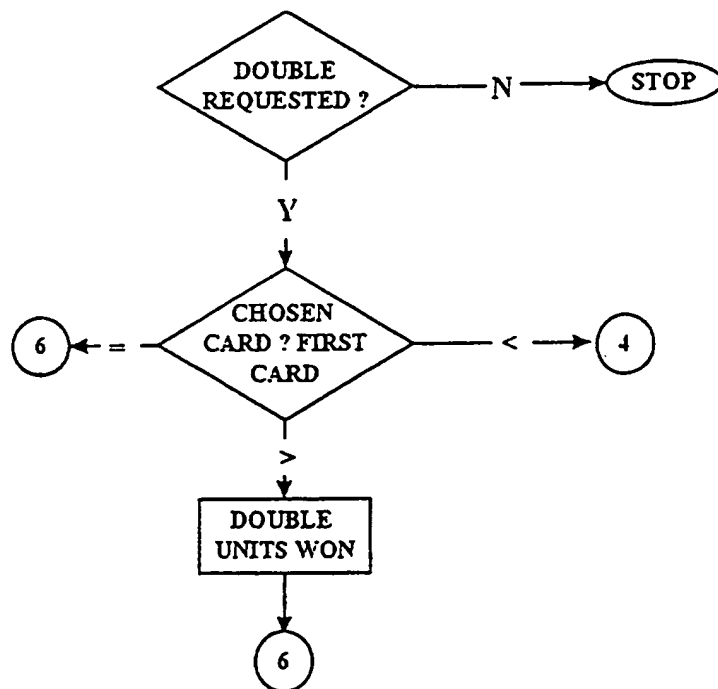 DOUBLE
REQUESTED ?
N
STOP
Y
CHOSEN
CARD ? FIRST
CARD
6
=
<
4
>
DOUBLE
UNITS WON
6